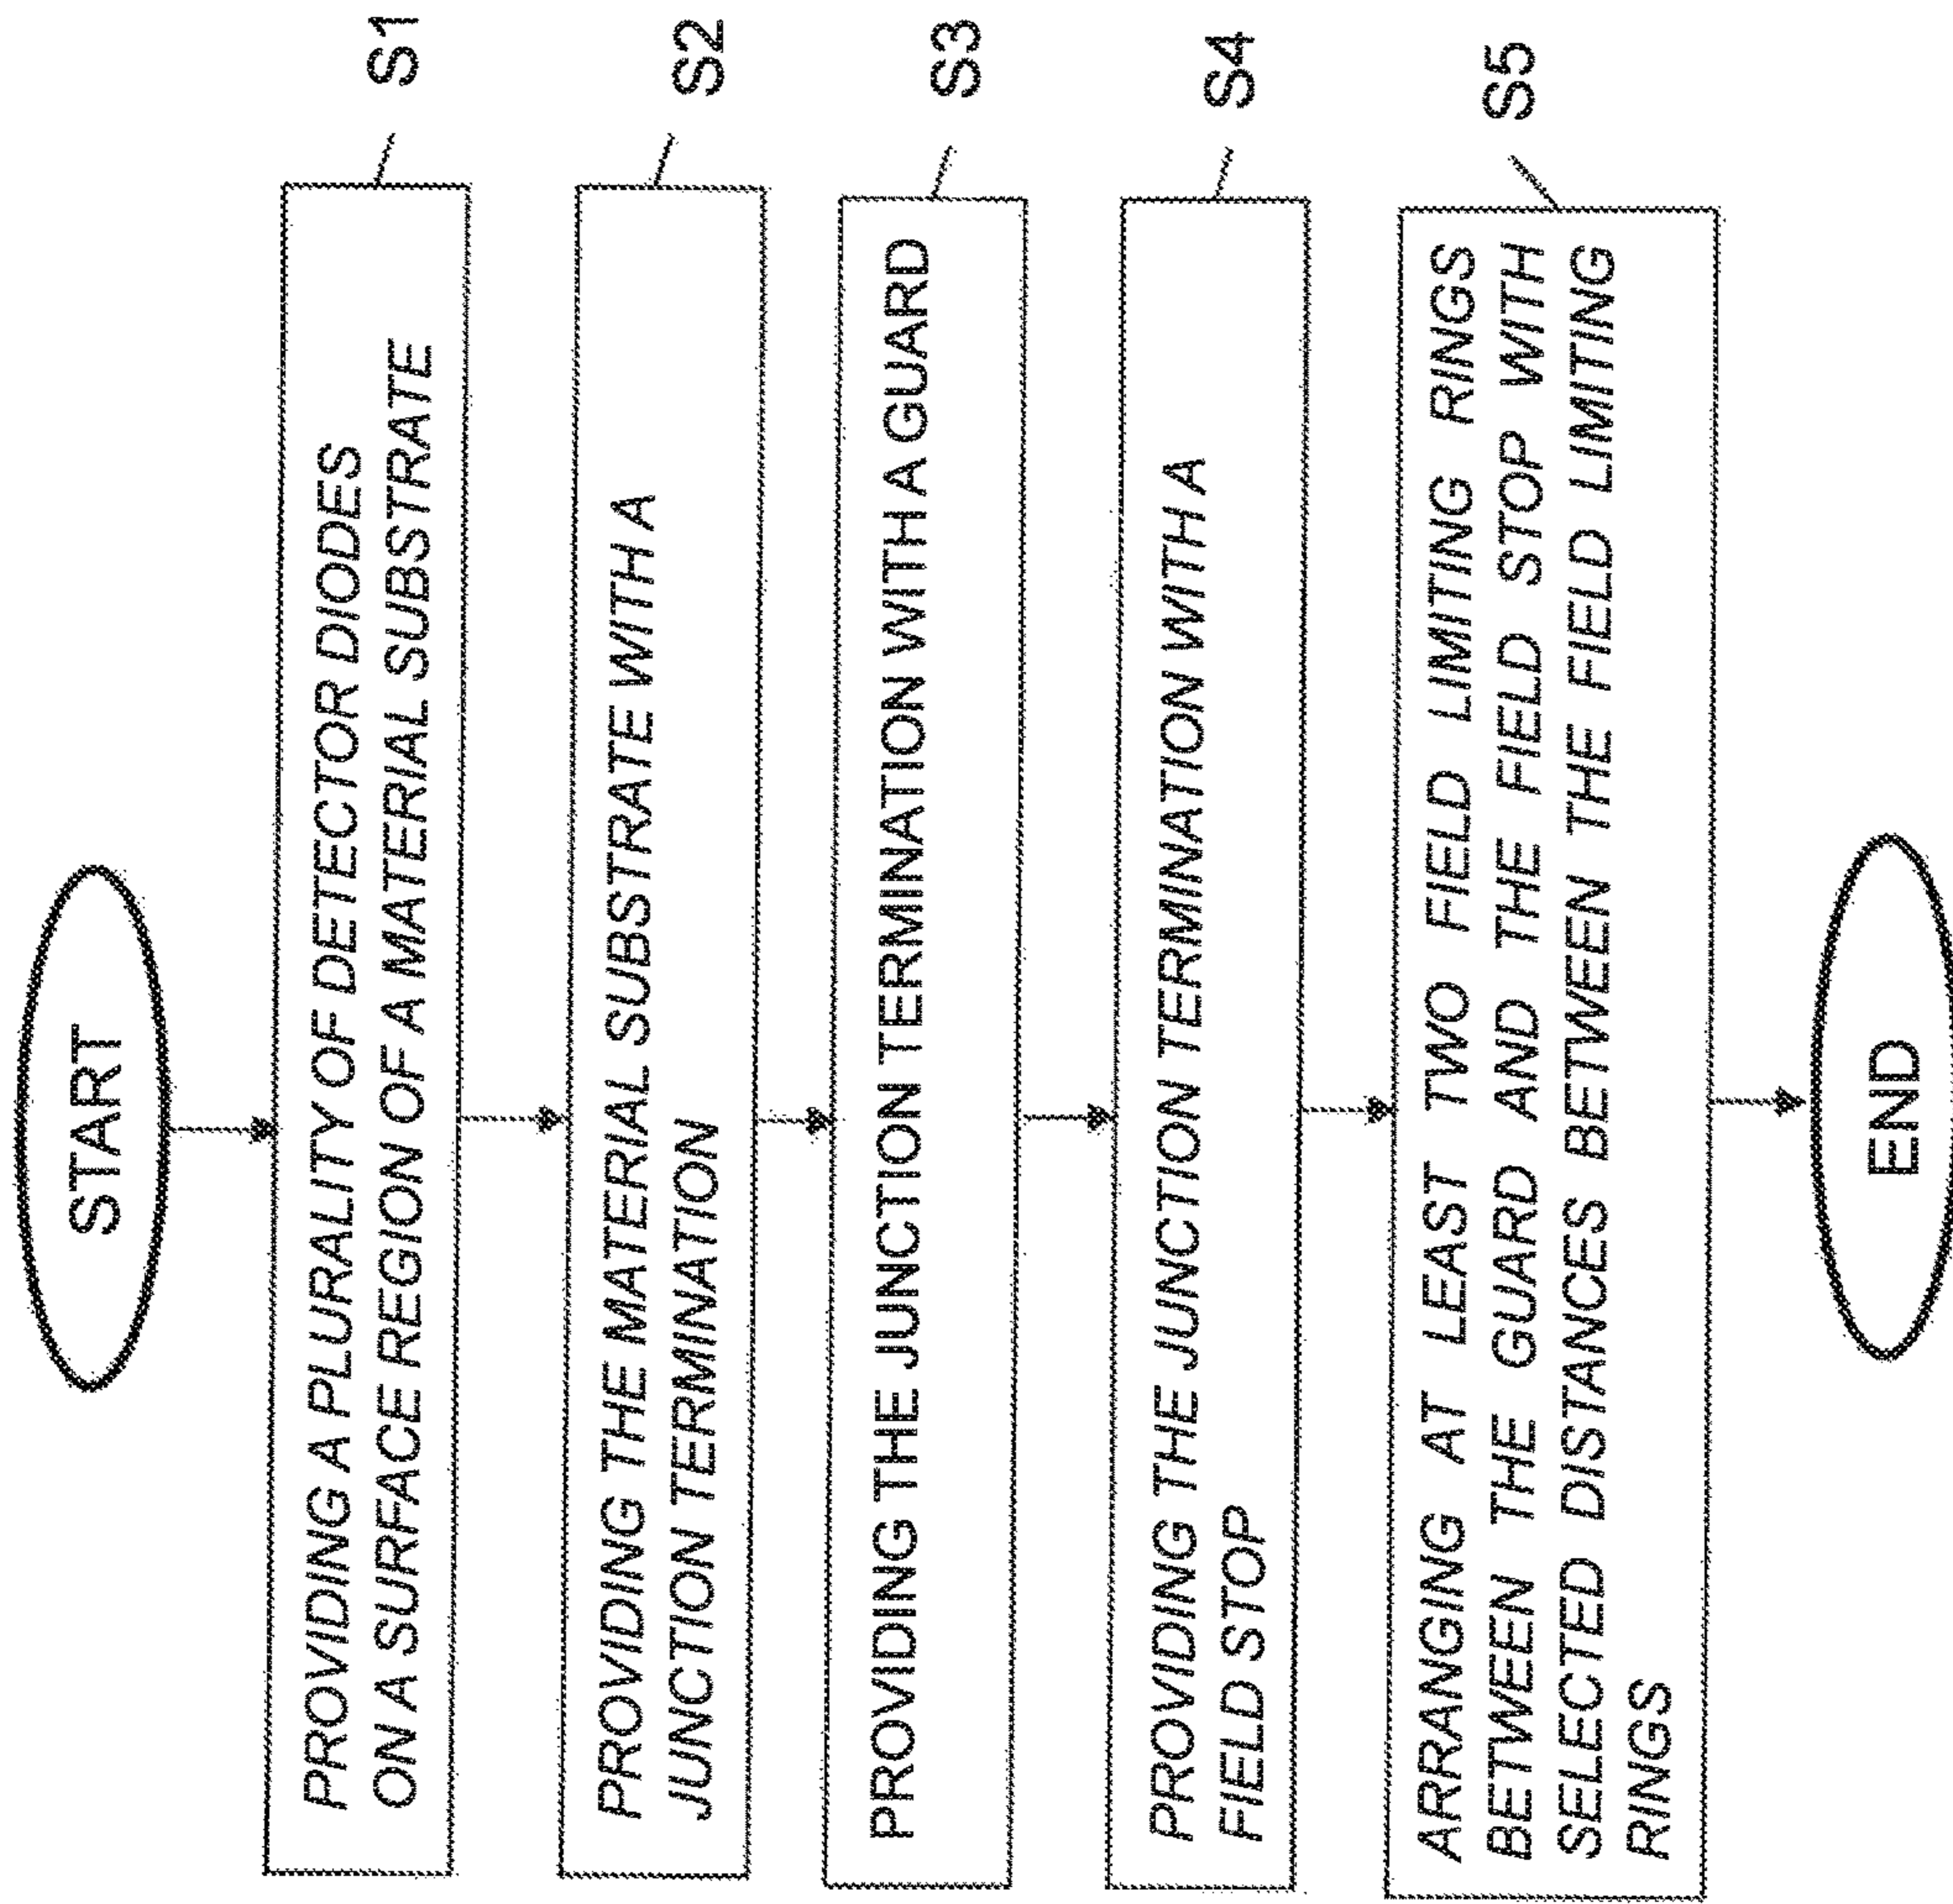 START
PROVIDING A PLURALITY OF DETECTOR DIODES
ON A SURFACE REGION OF A MATERIAL SUBSTRATE
S1
PROVIDING THE MATERIAL SUBSTRATE WITH A
JUNCTION TERMINATION
S2
PROVIDING THE JUNCTION TERMINATION WITH A GUARD
S3
PROVIDING THE JUNCTION TERMINATION WITH A
FIELD STOP
S4
ARRANGING AT LEAST TWO FIELD LIMITING RINGS
BETWEEN THE GUARD AND THE FIELD STOP WITH
SELECTED DISTANCES BETWEEN THE FIELD LIMITING
RINGS
S5
END